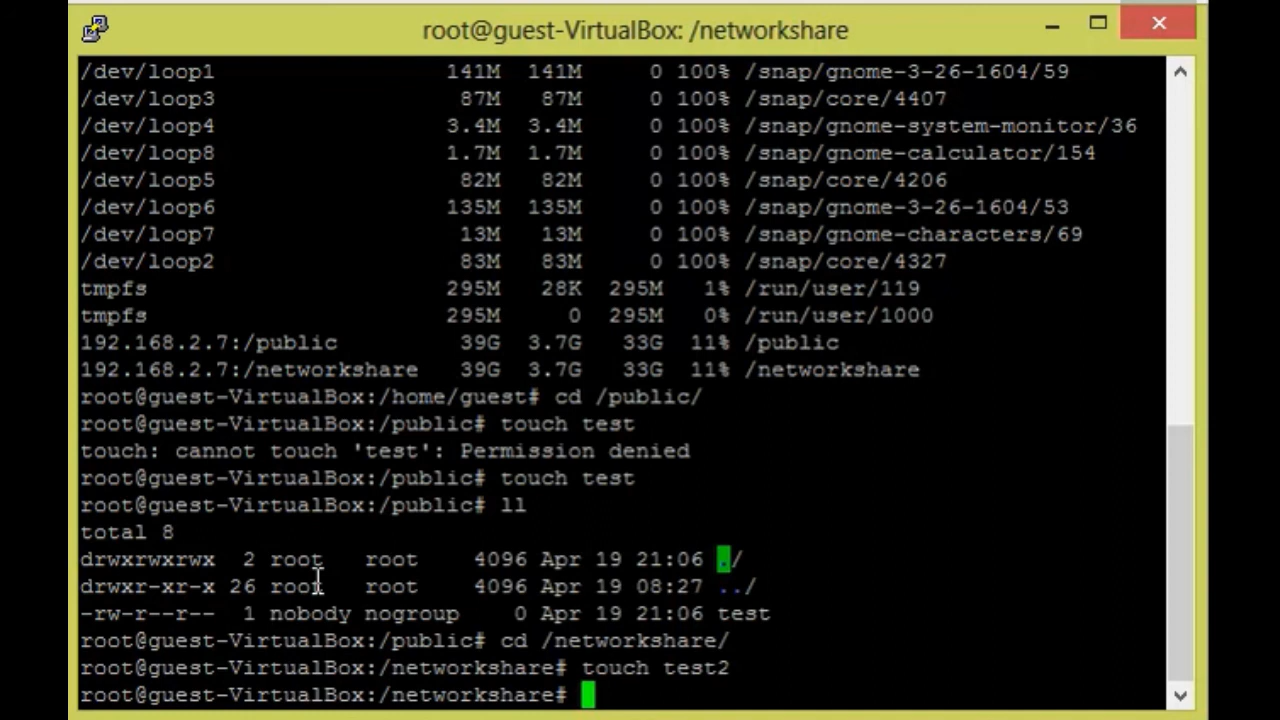 root@guest-VirtualBox: /networkshare
/dev/loop1 141M 141M 0 100% /snap/gnome-3-26-1604/59
/dev/loop3 87M 87M 0 100% /snap/core/4407
/dev/loop4 3.4M 3.4M 0 100% /snap/gnome-system-monitor/36
/dev/loop8 1.7M 1.7M 0 100% /snap/gnome-calculator/154
/dev/loop5 82M 82M 0 100% /snap/core/4206
/dev/loop6 135M 135M 0 100% /snap/gnome-3-26-1604/53
/dev/loop7 13M 13M 0 100% /snap/gnome-characters/69
/dev/loop2 83M 83M 0 100% /snap/core/4327
tmpfs 295M 28K 295M 1% /run/user/119
tmpfs 295M 0 295M 0% /run/user/1000
192.168.2.7:/public 39G 3.7G 33G 11% /public
192.168.2.7:/networkshare 39G 3.7G 33G 11% /networkshare
root@guest-VirtualBox:/home/guest# cd /public/
root@guest-VirtualBox:/public# touch test
touch: cannot touch 'test': Permission denied
root@guest-VirtualBox:/public# touch test
root@guest-VirtualBox:/public# ll
total 8
drwxrwxrwx 2 root root 4096 Apr 19 21:06 ./
drwxr-xr-x 26 root root 4096 Apr 19 08:27 ../
-rw-r--r-- 1 nobody nogroup 0 Apr 19 21:06 test
root@guest-VirtualBox:/public# cd /networkshare/
root@guest-VirtualBox:/networkshare# touch test2
root@guest-VirtualBox:/networkshare#